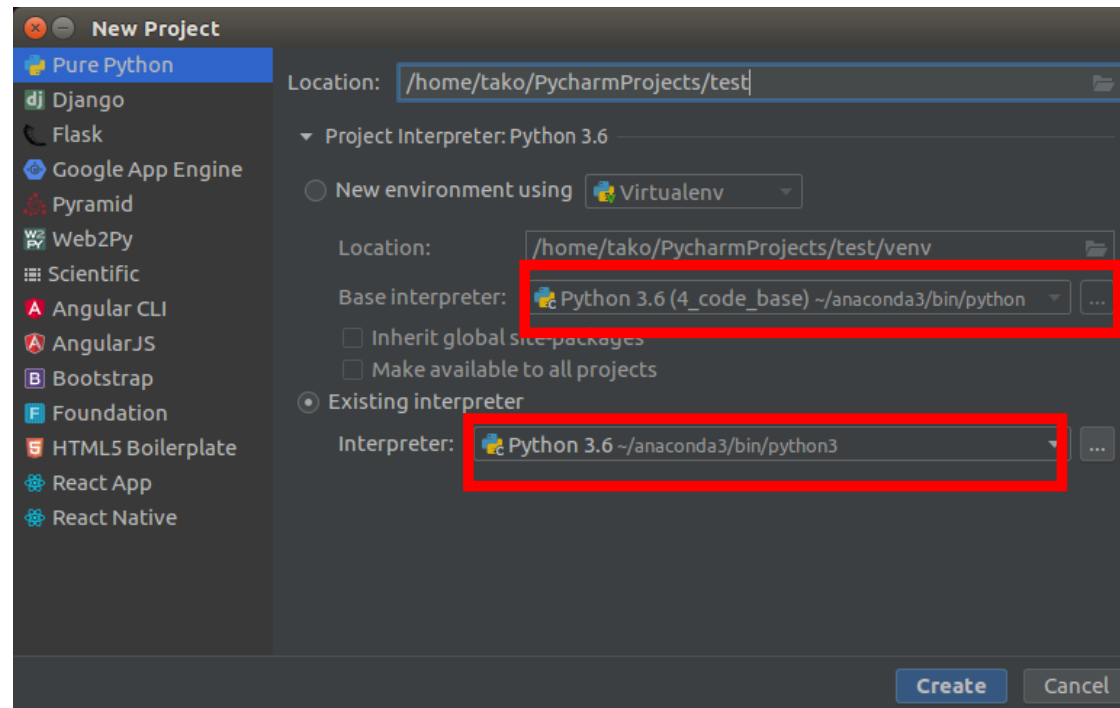 New Project
Pure Python
Django
Flask
Google App Engine
Pyramid
Web2Py
Scientific
Angular CLI
AngularJS
Bootstrap
Foundation
HTML5 Boilerplate
React App
React Native
Location: /home/tako/PycharmProjects/test
Project Interpreter: Python 3.6
New environment using Virtualenv
Location: /home/tako/PycharmProjects/test/venv
Base interpreter: Python 3.6 (4_code_base) ~/anaconda3/bin/python ...
Inherit global site-packages
Make available to all projects
Existing interpreter
Interpreter: Python 3.6 ~/anaconda3/bin/python3 ...
Create Cancel